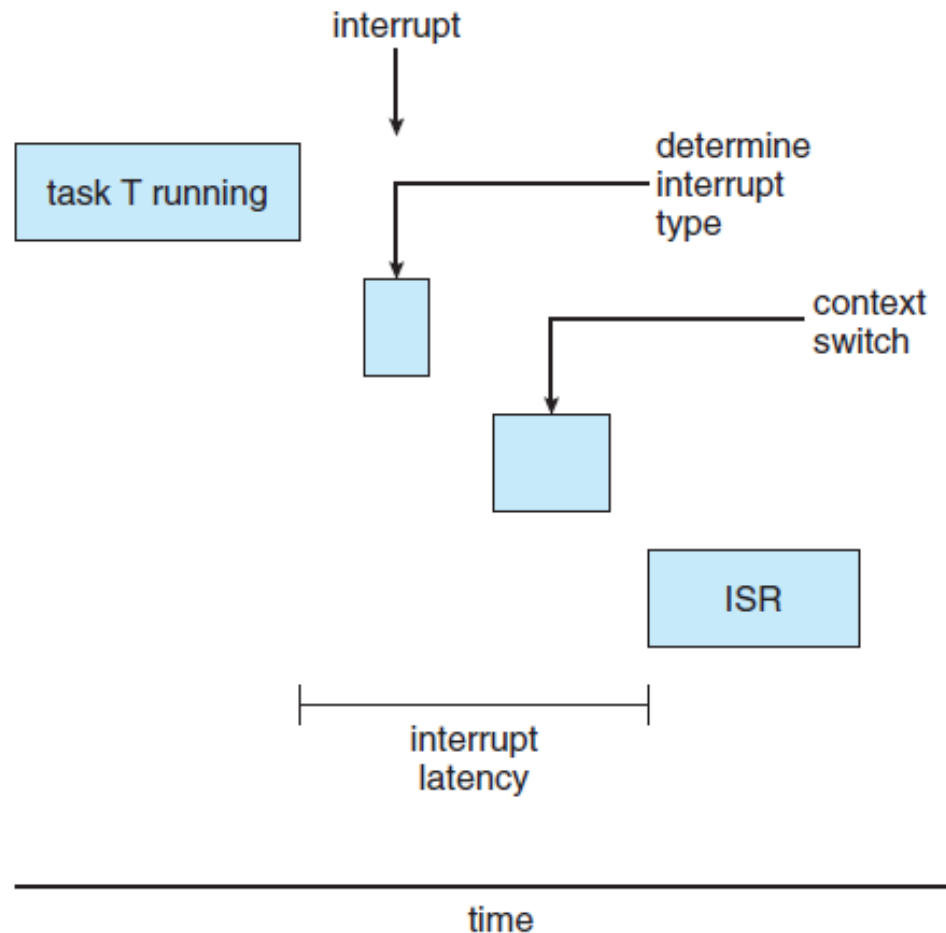 interrupt
task T running
determine
interrupt
type
context
switch
ISR
interrupt
latency
time